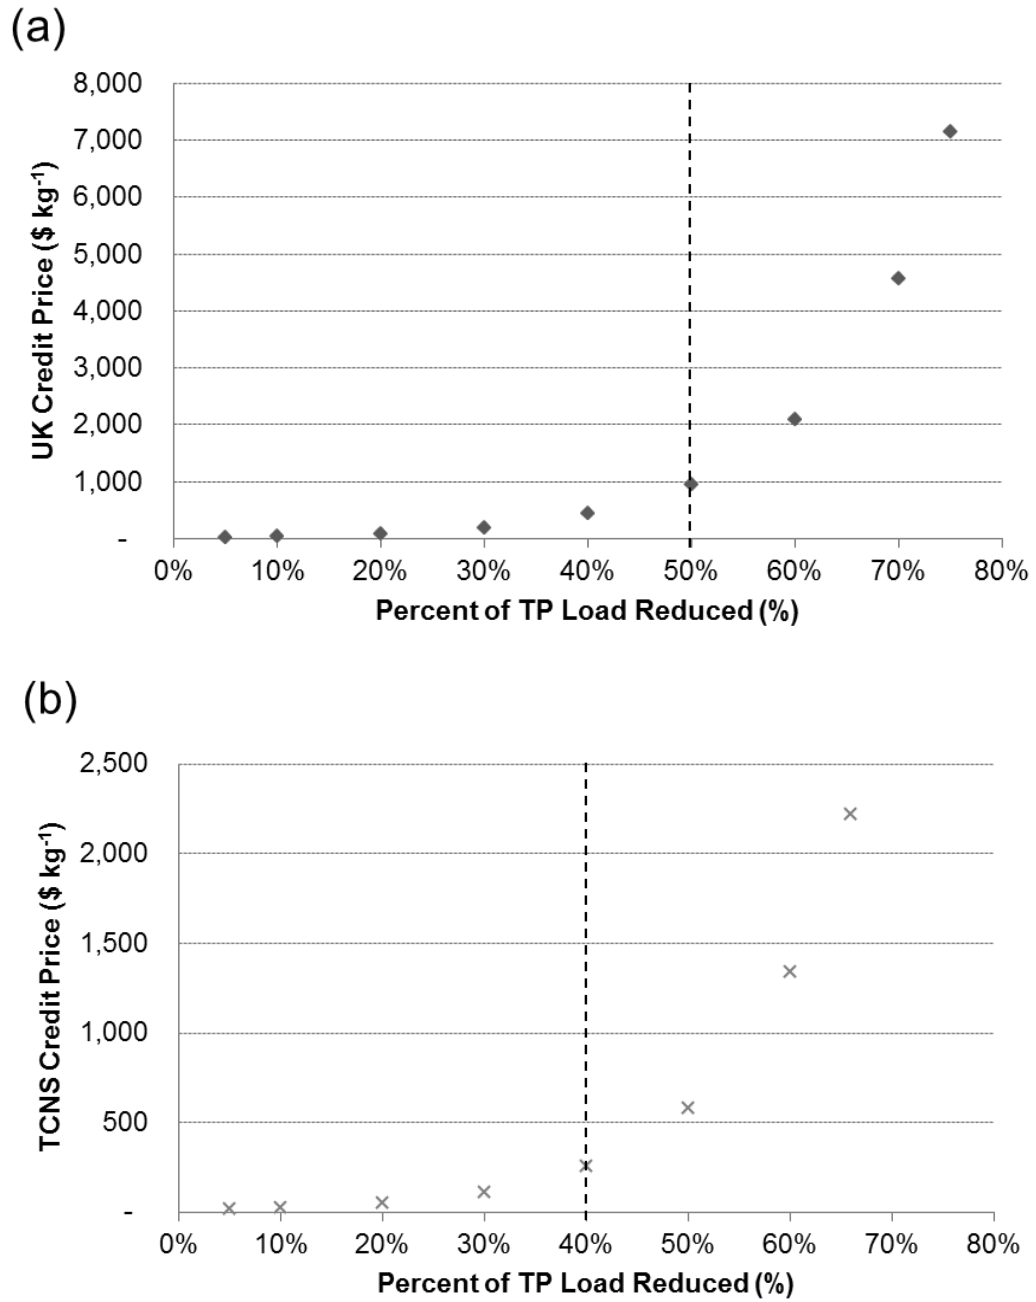 (a)
UK Credit Price ($ kg-1)
8,000
7,000
6,000
5,000
4,000
3,000
2,000
1,000
-
0% 10% 20% 30% 40% 50% 60% 70% 80%
Percent of TP Load Reduced (%)
(b)
TCNS Credit Price ($ kg-1)
2,500
2,000
1,500
1,000
500
-
0% 10% 20% 30% 40% 50% 60% 70% 80%
Percent of TP Load Reduced (%)